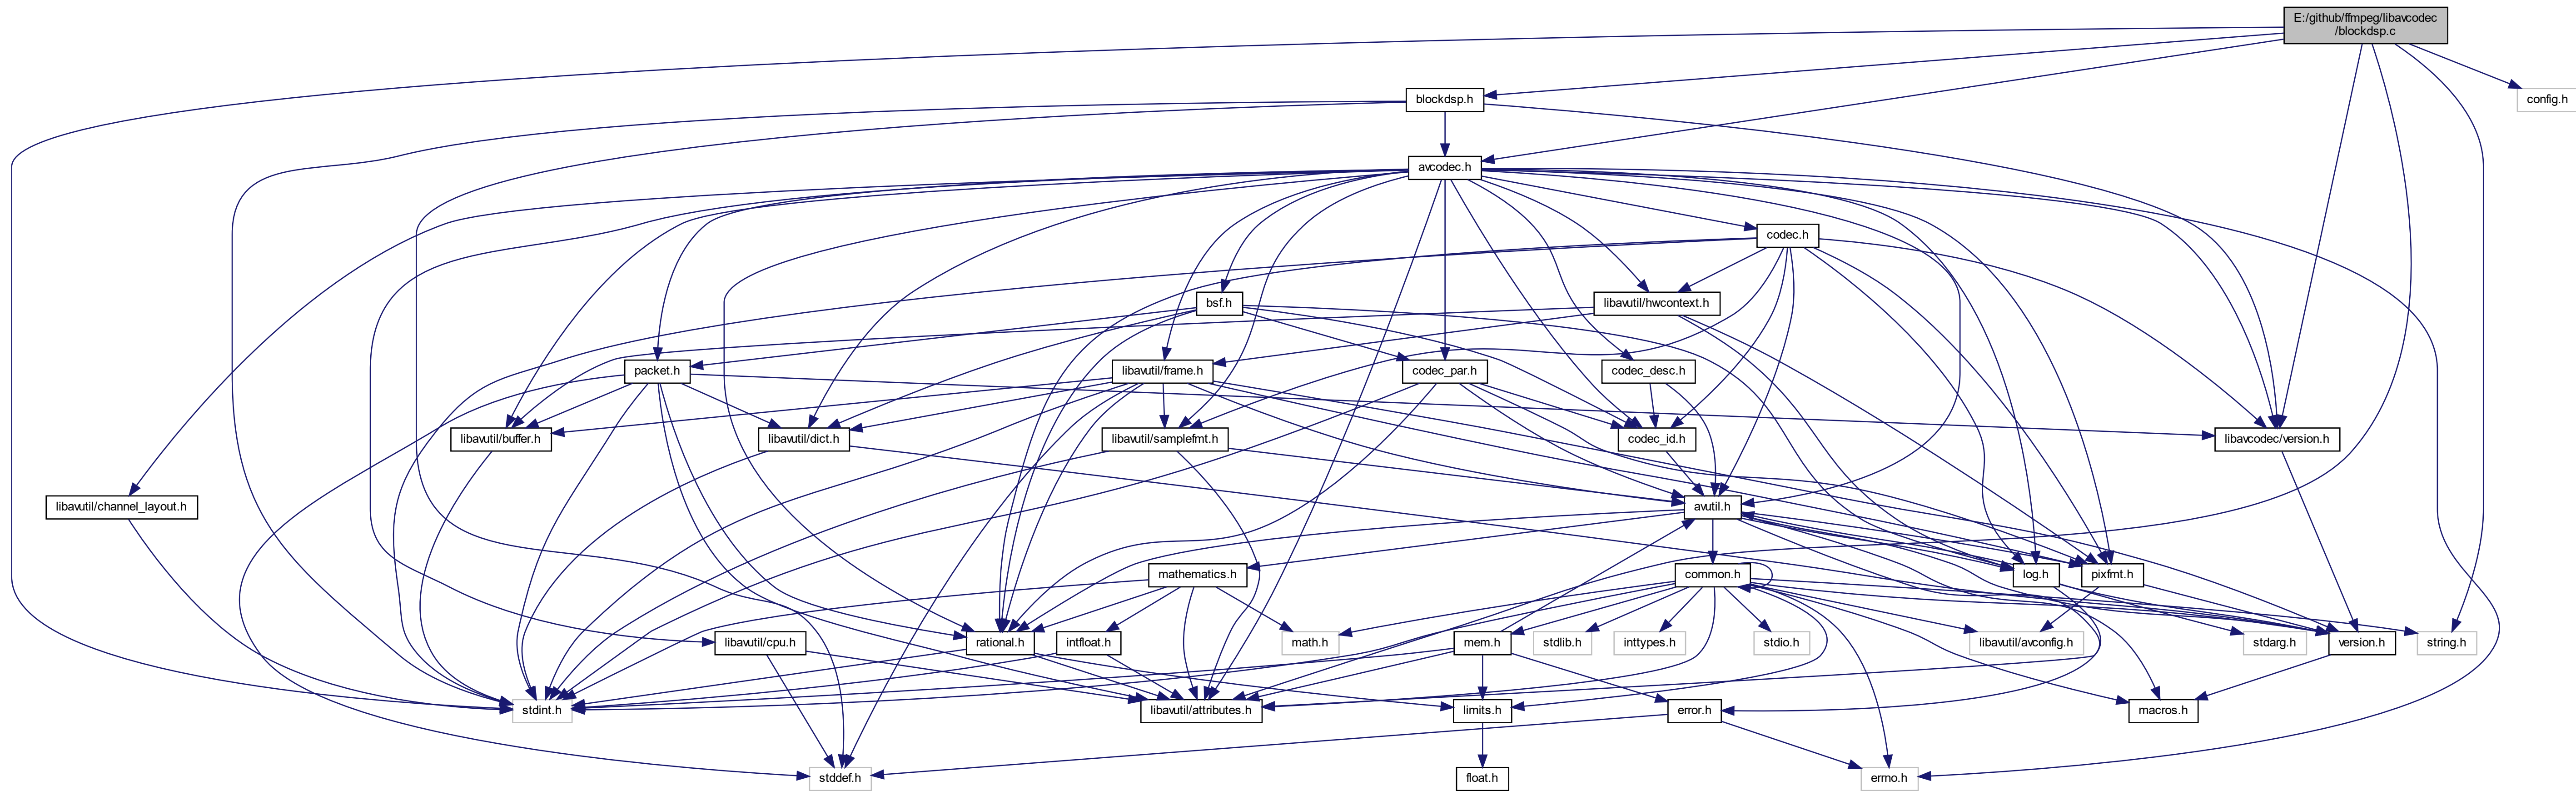 E:/github/ffmpeg/libavcodec
/blockdsp.c
blockdsp.h
config.h
avcodec.h
codec.h
bsf.h
libavutil/hwcontext.h
packet.h
libavutil/frame.h
codec_par.h
codec_desc.h
libavutil/buffer.h
libavutil/dict.h
libavutil/samplefmt.h
codec_id.h
libavcodec/version.h
libavutil/channel_layout.h
avutil.h
mathematics.h
common.h
log.h
pixfmt.h
libavutil/cpu.h
rational.h
intfloat.h
math.h
mem.h
stdlib.h
inttypes.h
stdio.h
libavutil/avconfig.h
stdarg.h
version.h
string.h
stdint.h
libavutil/attributes.h
limits.h
error.h
macros.h
stddef.h
float.h
errno.h